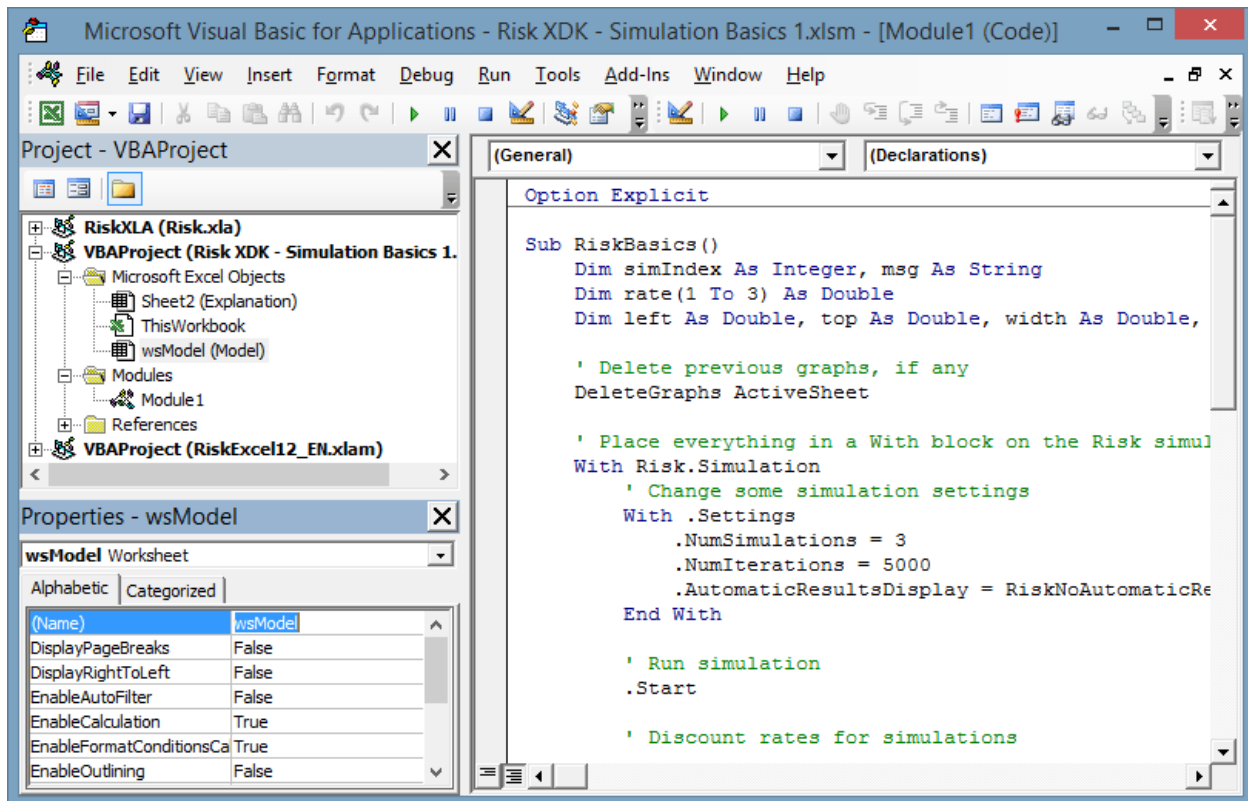 Microsoft Visual Basic for Applications - Risk XDK - Simulation Basics 1.xlsm - [Module1 (Code)]
File Edit View Insert Format Debug Run Tools Add-Ins Window Help
Project - VBAProject
RiskXLA (Risk.xla)
VBAProject (Risk XDK - Simulation Basics 1.
Microsoft Excel Objects
Sheet2 (Explanation)
ThisWorkbook
wsModel (Model)
Modules
Module1
References
VBAProject (RiskExcel12_EN.xlam)
Properties - wsModel
wsModel Worksheet
Alphabetic Categorized
(Name) wsModel
DisplayPageBreaks False
DisplayRightToLeft False
EnableAutoFilter False
EnableCalculation True
EnableFormatConditionsCa True
EnableOutlining False
(General) (Declarations)
Option Explicit
Sub RiskBasics()
Dim simIndex As Integer, msg As String
Dim rate(1 To 3) As Double
Dim left As Double, top As Double, width As Double,
' Delete previous graphs, if any
DeleteGraphs ActiveSheet
' Place everything in a With block on the Risk simul
With Risk.Simulation
' Change some simulation settings
With .Settings
.NumSimulations = 3
.NumIterations = 5000
.AutomaticResultsDisplay = RiskNoAutomaticRe
End With
' Run simulation
.Start
' Discount rates for simulations